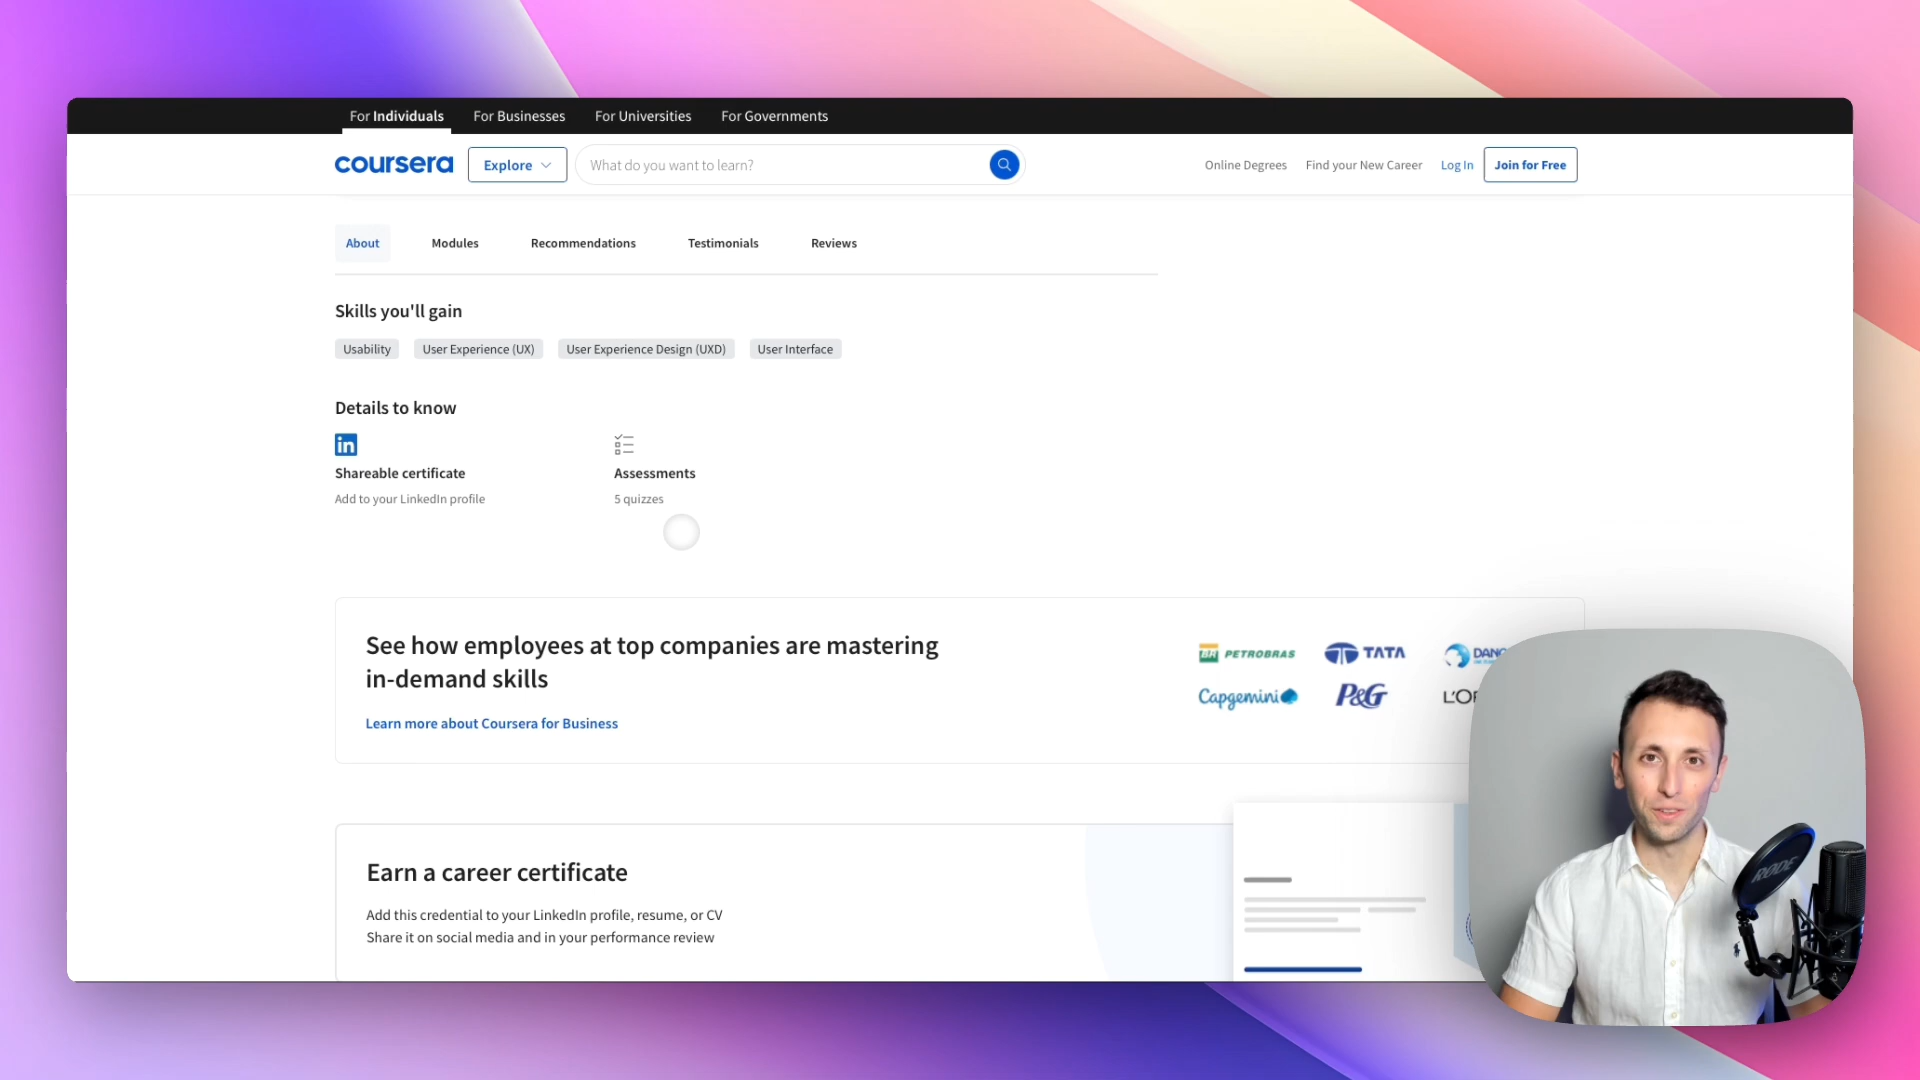 For Individuals For Businesses For Universities For Governments
coursera Explore What do you want to learn? Online Degrees Find your New Career Log In Join for Free
About Modules Recommendations Testimonials Reviews
Skills you'll gain
Usability User Experience (UX) User Experience Design (UXD) User Interface
Details to know
in
Shareable certificate Assessments
Add to your LinkedIn profile 5 quizzes
See how employees at top companies are mastering
in-demand skills
Learn more about Coursera for Business
BR PETROBRAS TATA
Capgemini P&G
Earn a career certificate
Add this credential to your LinkedIn profile, resume, or CV
Share it on social media and in your performance review
RODE